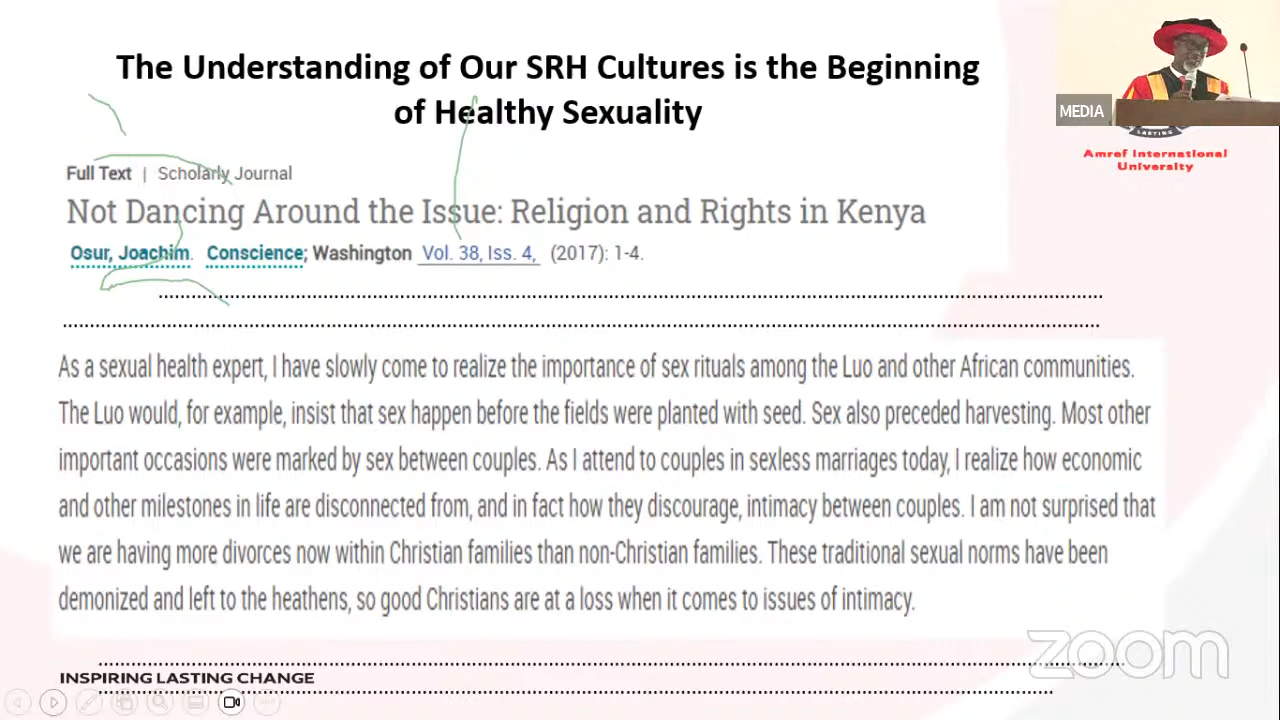 The Understanding of Our SRH Cultures is the Beginning
of Healthy Sexuality
MEDIA
LASTING
Amref International
University
Full Text | Scholarly Journal
Not Dancing Around the Issue: Religion and Rights in Kenya
Osur, Joachim. Conscience; Washington Vol. 38, Iss. 4, (2017): 1-4.
As a sexual health expert, I have slowly come to realize the importance of sex rituals among the Luo and other African communities.
The Luo would, for example, insist that sex happen before the fields were planted with seed. Sex also preceded harvesting. Most other
important occasions were marked by sex between couples. As I attend to couples in sexless marriages today, I realize how economic
and other milestones in life are disconnected from, and in fact how they discourage, intimacy between couples. I am not surprised that
we are having more divorces now within Christian families than non-Christian families. These traditional sexual norms have been
demonized and left to the heathens, so good Christians are at a loss when it comes to issues of intimacy.
zoom
INSPIRING LASTING CHANGE